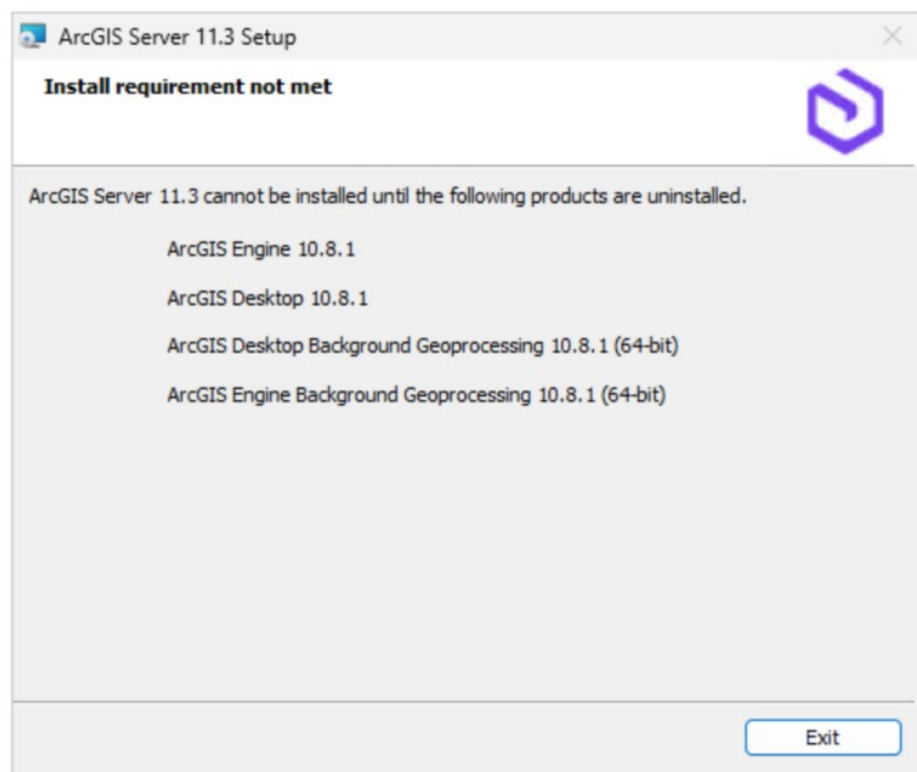 ArcGIS Server 11.3 Setup
Install requirement not met
ArcGIS Server 11.3 cannot be installed until the following products are uninstalled.
ArcGIS Engine 10.8.1
ArcGIS Desktop 10.8.1
ArcGIS Desktop Background Geoprocessing 10.8.1 (64-bit)
ArcGIS Engine Background Geoprocessing 10.8.1 (64-bit)
Exit